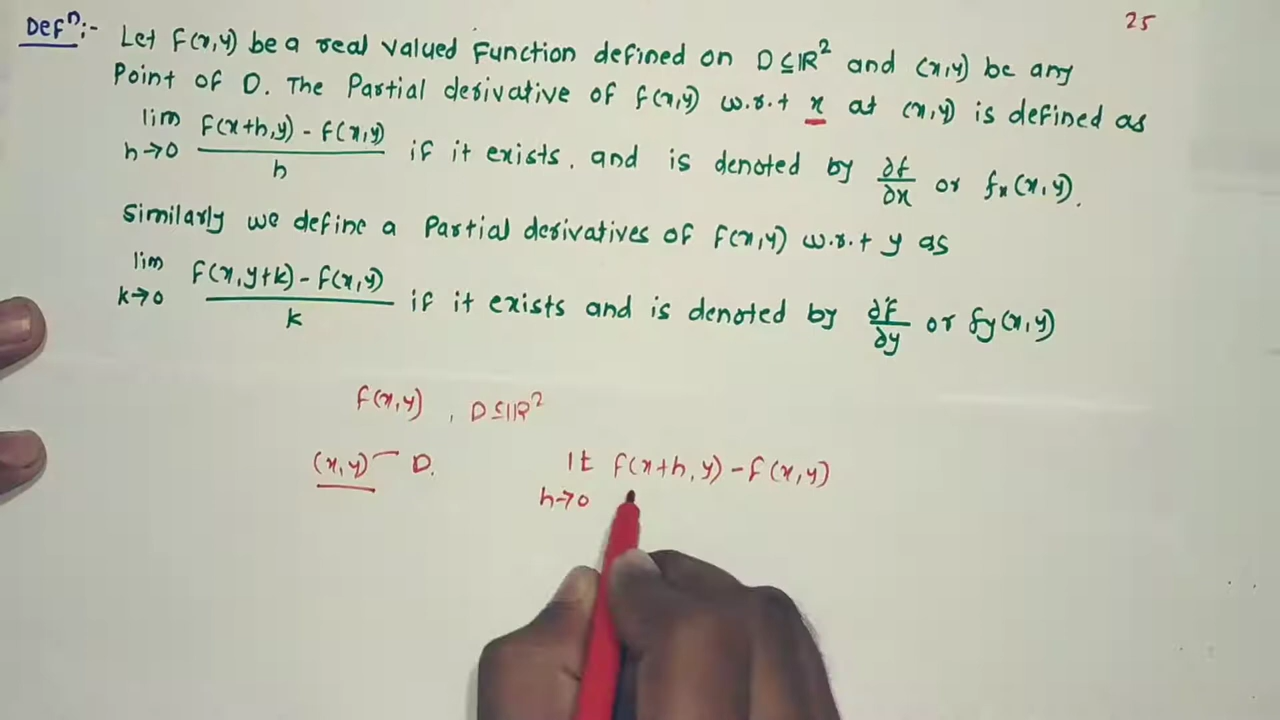 25
Defⁿ:-
Let f(x,y) be a real valued function defined on D⊆ℝ² and (x,y) be any
Point of D. The Partial derivative of f(x,y) w.r.t x at (x,y) is defined as
lim h→0 (f(x+h,y) - f(x,y))/h if it exists. and is denoted by ∂f/∂x or fₓ(x,y).
Similarly we define a Partial derivatives of f(x,y) w.r.t y as
lim k→0 (f(x,y+k) - f(x,y))/k if it exists and is denoted by ∂f/∂y or fy(x,y)
f(x,y) , D⊆ℝ²
(x,y) — D.
lt h→0 f(x+h,y) - f(x,y)